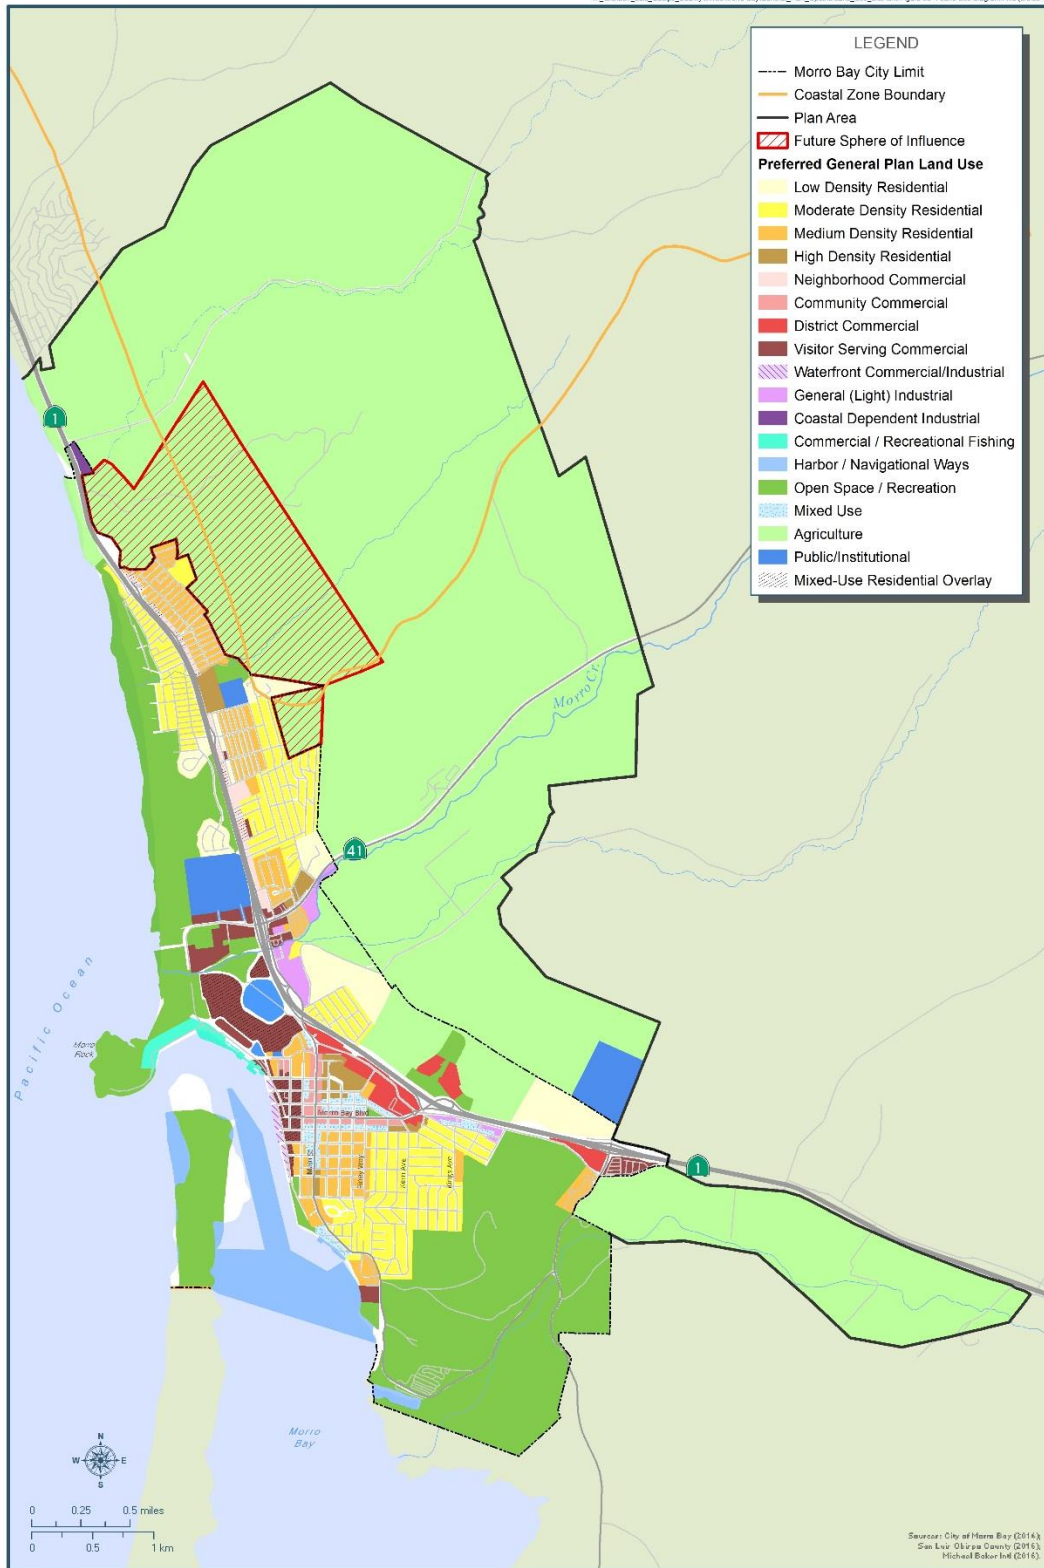 LEGEND
Morro Bay City Limit
Coastal Zone Boundary
Plan Area
Future Sphere of Influence
Preferred General Plan Land Use
Low Density Residential
Moderate Density Residential
Medium Density Residential
High Density Residential
Neighborhood Commercial
Community Commercial
District Commercial
Visitor Serving Commercial
Waterfront Commercial/Industrial
General (Light) Industrial
Coastal Dependent Industrial
Commercial / Recreational Fishing
Harbor / Navigational Ways
Open Space / Recreation
Mixed Use
Agriculture
Public/Institutional
Mixed-Use Residential Overlay
1
Morro Cr.
41
Pacific Ocean
Morro
Rock
Morro Bay Blvd
Main St
Kings Ave
1
Morro
Bay
N
W E
S
0 0.25 0.5 miles
0 0.5 1 km
Sources: City of Morro Bay (2016);
San Luis Obispo County (2016);
Michael Baker Intl (2016).